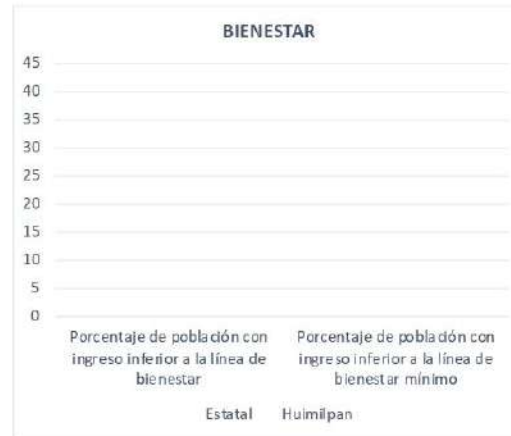 BIENESTAR
45
40
35
30
25
20
15
10
5
0
Porcentaje de población con
ingreso inferior a la línea de
bienestar
Porcentaje de población con
ingreso inferior a la línea de
bienestar mínimo
Estatal Huimilpan